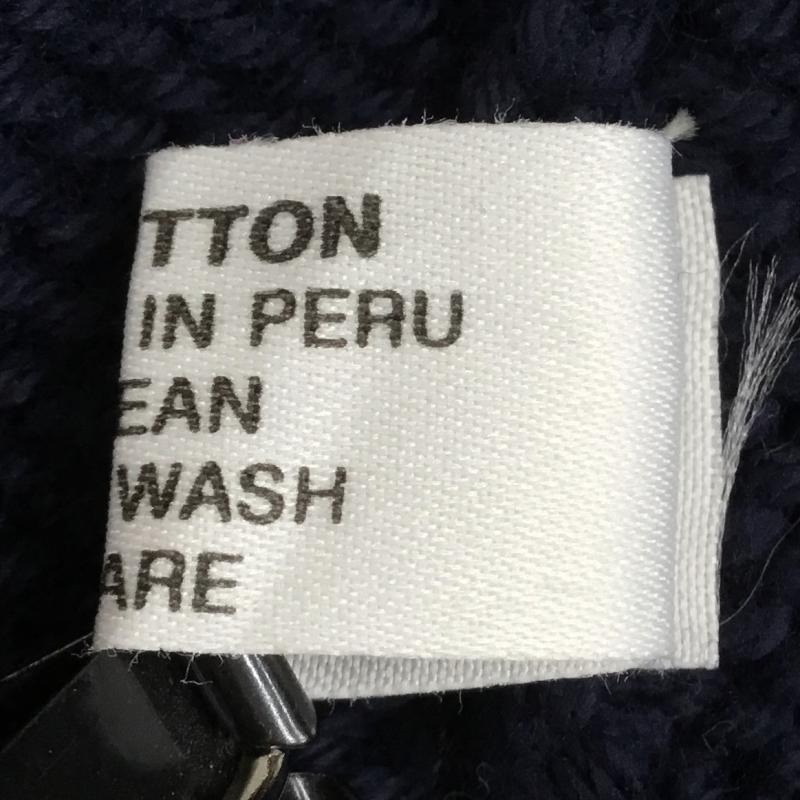 TTON
IN PERU
EAN
WASH
ARE